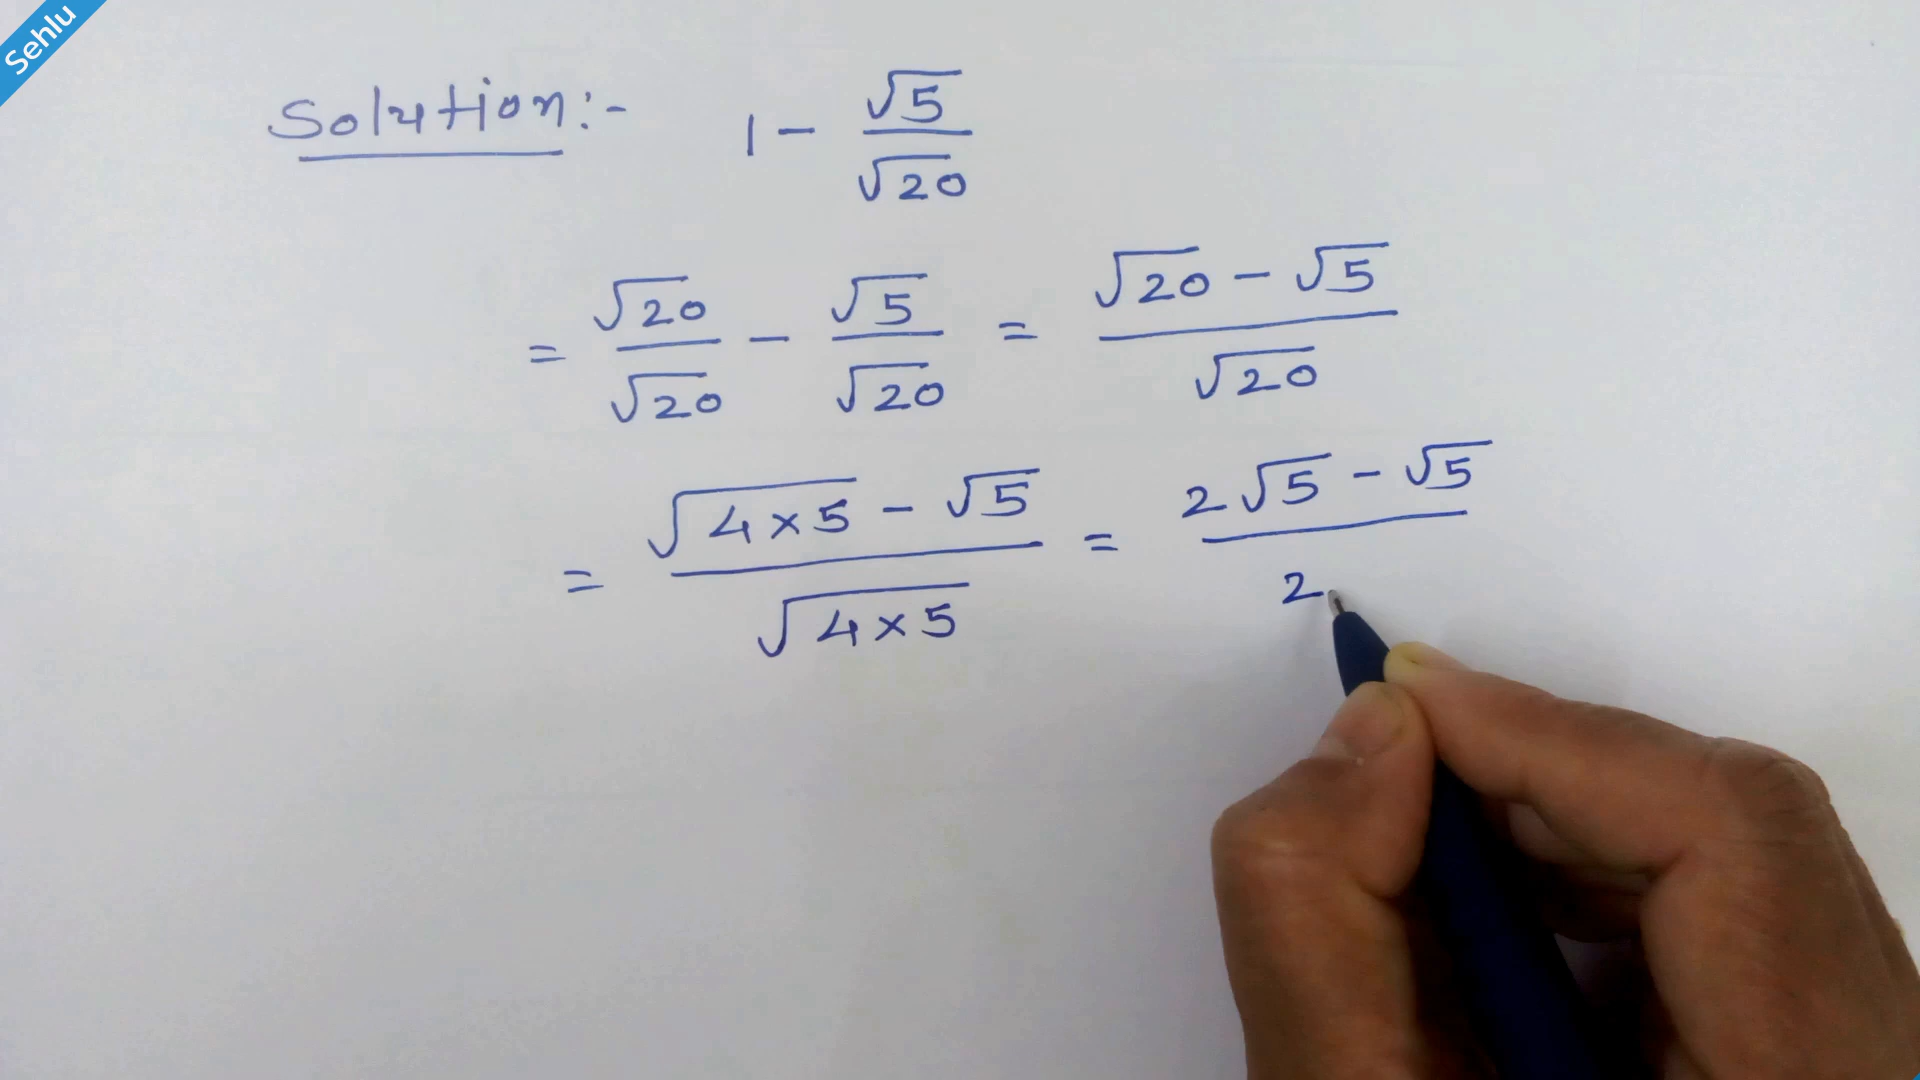 Sehlu
Solution:- 1 - √5/√20
= √20/√20 - √5/√20 = (√20 - √5)/√20
= (√(4×5) - √5)/√(4×5) = (2√5 - √5)/2